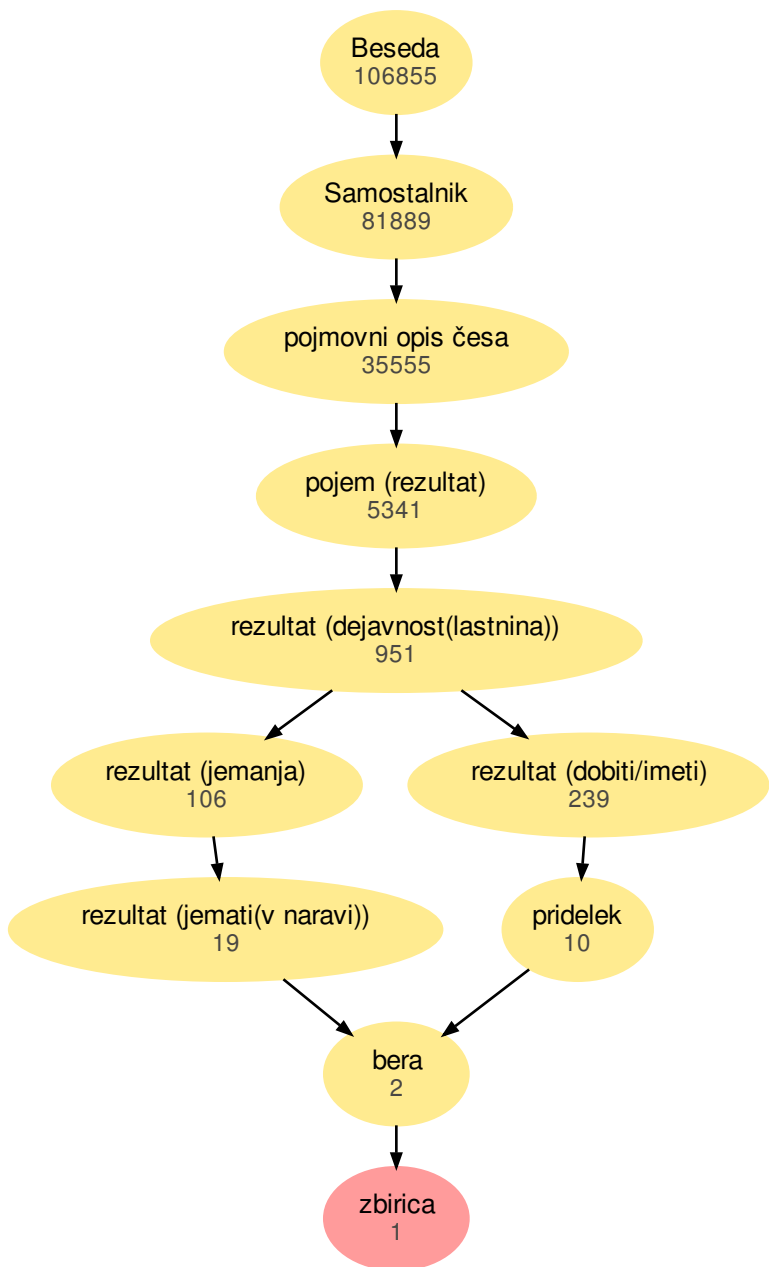 Beseda
106855
Samostalnik
81889
pojmovni opis česa
35555
pojem (rezultat)
5341
rezultat (dejavnost(lastnina))
951
rezultat (jemanja)
106
rezultat (dobiti/imeti)
239
rezultat (jemati(v naravi))
19
pridelek
10
bera
2
zbirica
1